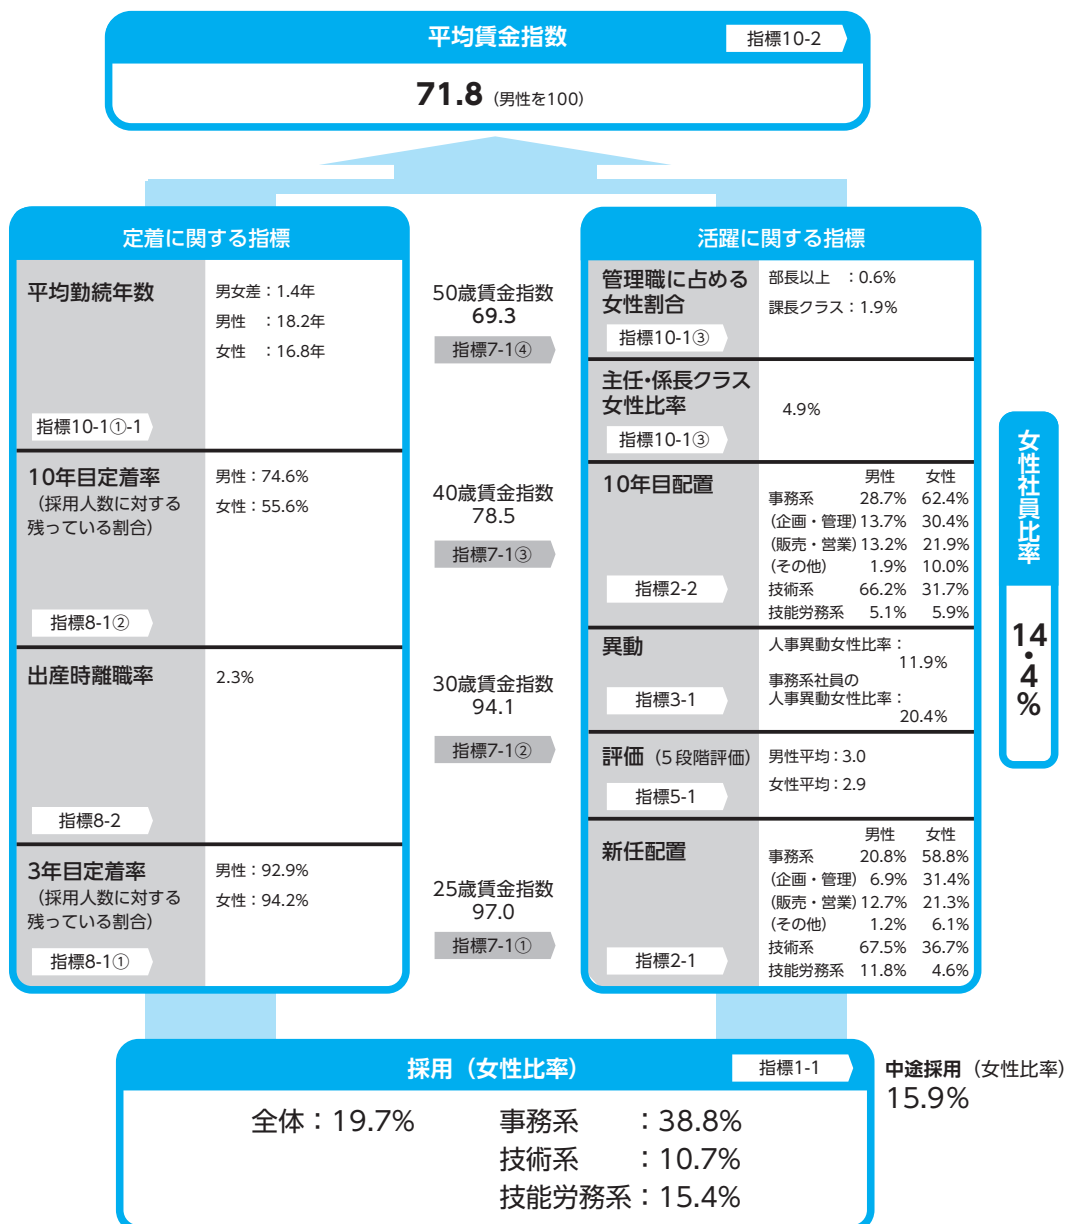 平均賃金指数
指標10-2
71.8 (男性を100)
定着に関する指標
平均勤続年数
男女差：1.4年
男性　：18.2年
女性　：16.8年
指標10-1①-1
10年目定着率
（採用人数に対する
残っている割合）
男性：74.6%
女性：55.6%
指標8-1②
出産時離職率
2.3%
指標8-2
3年目定着率
（採用人数に対する
残っている割合）
男性：92.9%
女性：94.2%
指標8-1①
50歳賃金指数
69.3
指標7-1④
40歳賃金指数
78.5
指標7-1③
30歳賃金指数
94.1
指標7-1②
25歳賃金指数
97.0
指標7-1①
活躍に関する指標
管理職に占める
女性割合
部長以上　：0.6%
課長クラス：1.9%
指標10-1③
主任・係長クラス
女性比率
4.9%
指標10-1③
10年目配置
男性 女性
事務系 28.7% 62.4%
(企画・管理) 13.7% 30.4%
(販売・営業) 13.2% 21.9%
(その他) 1.9% 10.0%
技術系 66.2% 31.7%
技能労務系 5.1% 5.9%
指標2-2
異動
人事異動女性比率：
11.9%
事務系社員の
人事異動女性比率：
20.4%
指標3-1
評価（5段階評価）
男性平均：3.0
女性平均：2.9
指標5-1
新任配置
男性 女性
事務系 20.8% 58.8%
(企画・管理) 6.9% 31.4%
(販売・営業) 12.7% 21.3%
(その他) 1.2% 6.1%
技術系 67.5% 36.7%
技能労務系 11.8% 4.6%
指標2-1
女性社員比率
14・4%
採用（女性比率）
指標1-1
全体：19.7%
事務系　　：38.8%
技術系　　：10.7%
技能労務系：15.4%
中途採用（女性比率）
15.9%